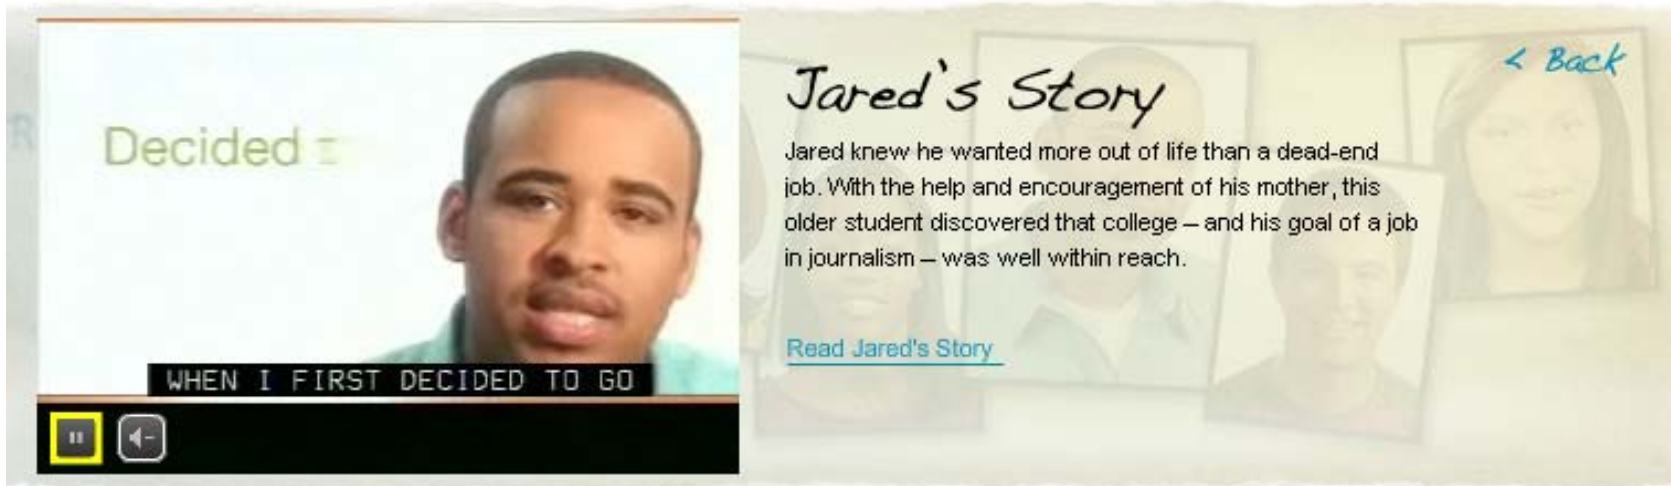 Decided
WHEN I FIRST DECIDED TO GO
< Back
Jared's Story
Jared knew he wanted more out of life than a dead-end
job. With the help and encouragement of his mother, this
older student discovered that college – and his goal of a job
in journalism – was well within reach.
Read Jared's Story